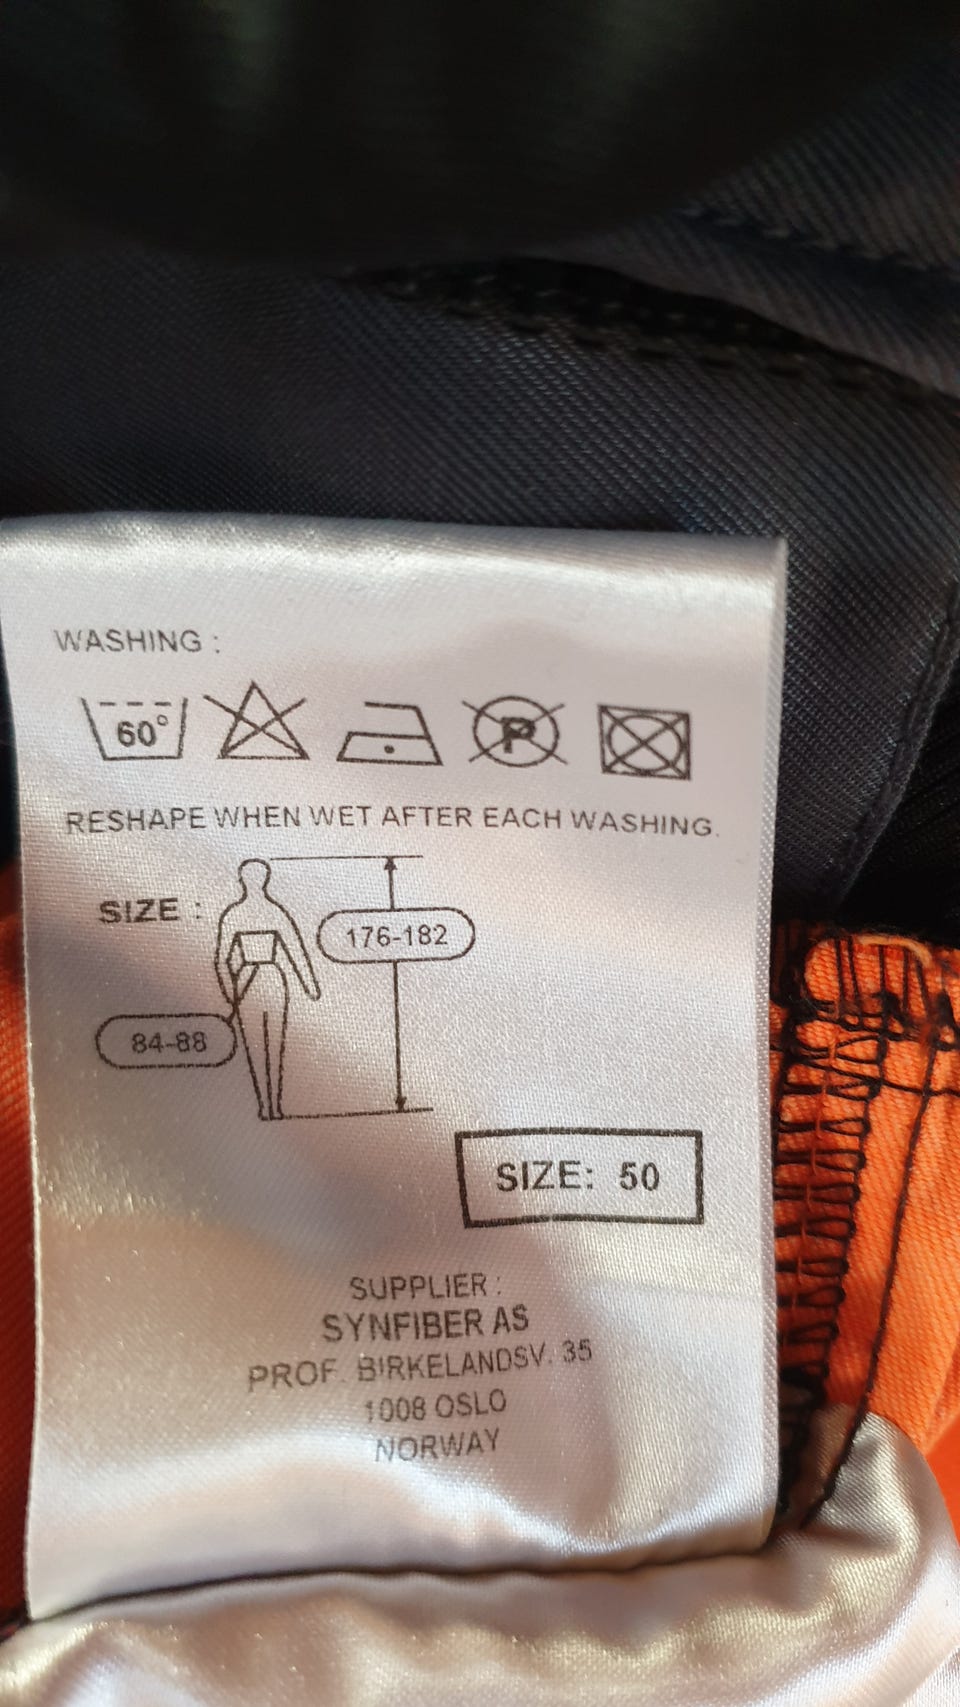 WASHING :
60°
P
RESHAPE WHEN WET AFTER EACH WASHING.
SIZE :
176-182
84-88
SIZE: 50
SUPPLIER :
SYNFIBER AS
PROF. BIRKELANDSV. 35
1008 OSLO
NORWAY